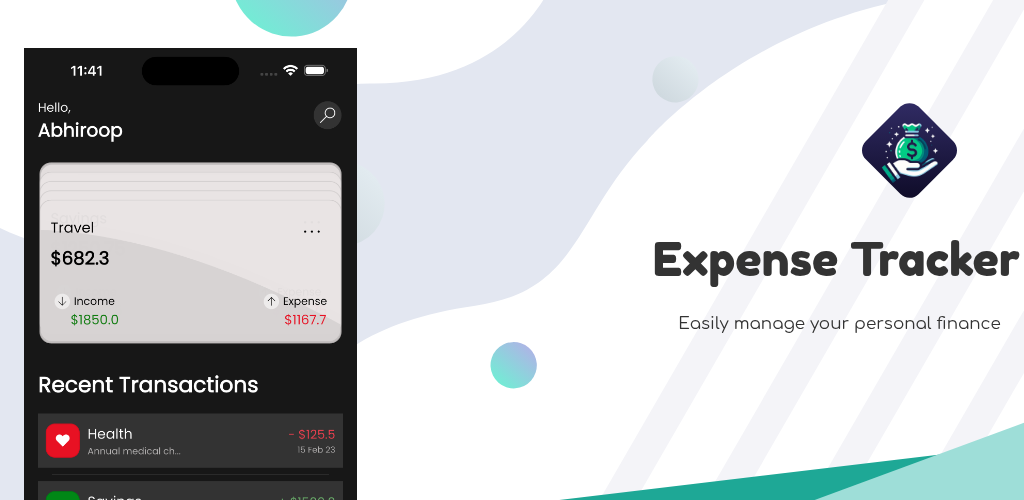 11:41
Hello,
Abhiroop
Travel
...
$682.3
Income
Expense
$1850.0
$1167.7
Recent Transactions
Health
- $125.5
Annual medical ch...
15 Feb 23
Savings
$
Expense Tracker
Easily manage your personal finance